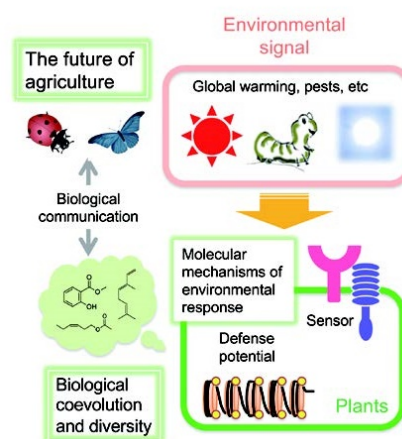 The future of
agriculture
Biological
communication
OH
Biological
coevolution
and diversity
Environmental
signal
Global warming, pests, etc
Molecular
mechanisms of
environmental
response
Sensor
Defense
potential
Plants